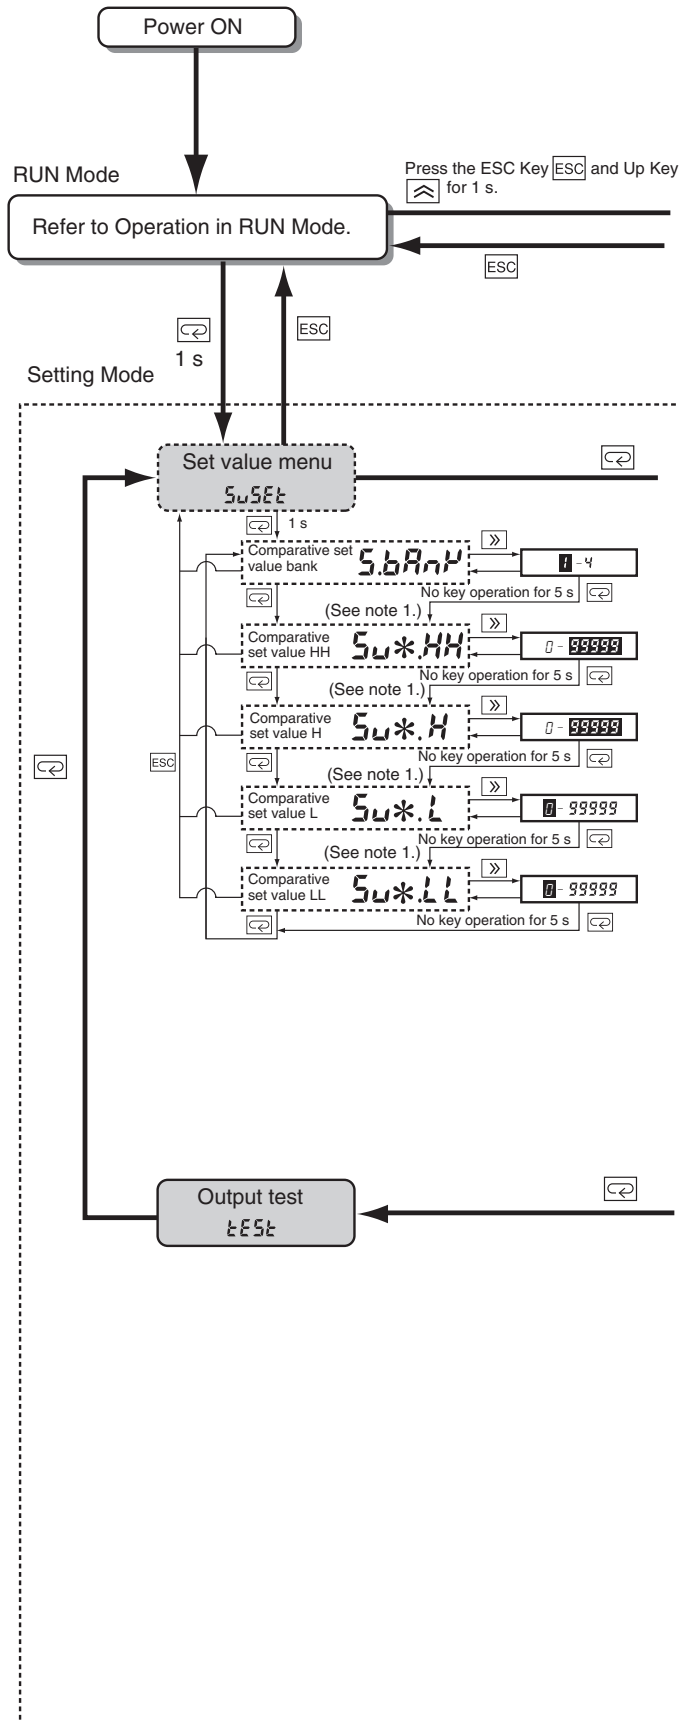 Power ON
RUN Mode
Press the ESC Key ESC and Up Key
for 1 s.
Refer to Operation in RUN Mode.
ESC
1 s
ESC
Setting Mode
Set value menu
SvSEt
1 s
Comparative set
value bank
S.bAnK
1 - 4
No key operation for 5 s
(See note 1.)
Comparative
set value HH
Sv*.HH
0 - 99999
No key operation for 5 s
(See note 1.)
Comparative
set value H
Sv*.H
0 - 99999
ESC
No key operation for 5 s
(See note 1.)
Comparative
set value L
Sv*.L
0 - 99999
No key operation for 5 s
(See note 1.)
Comparative
set value LL
Sv*.LL
0 - 99999
No key operation for 5 s
Output test
tESt